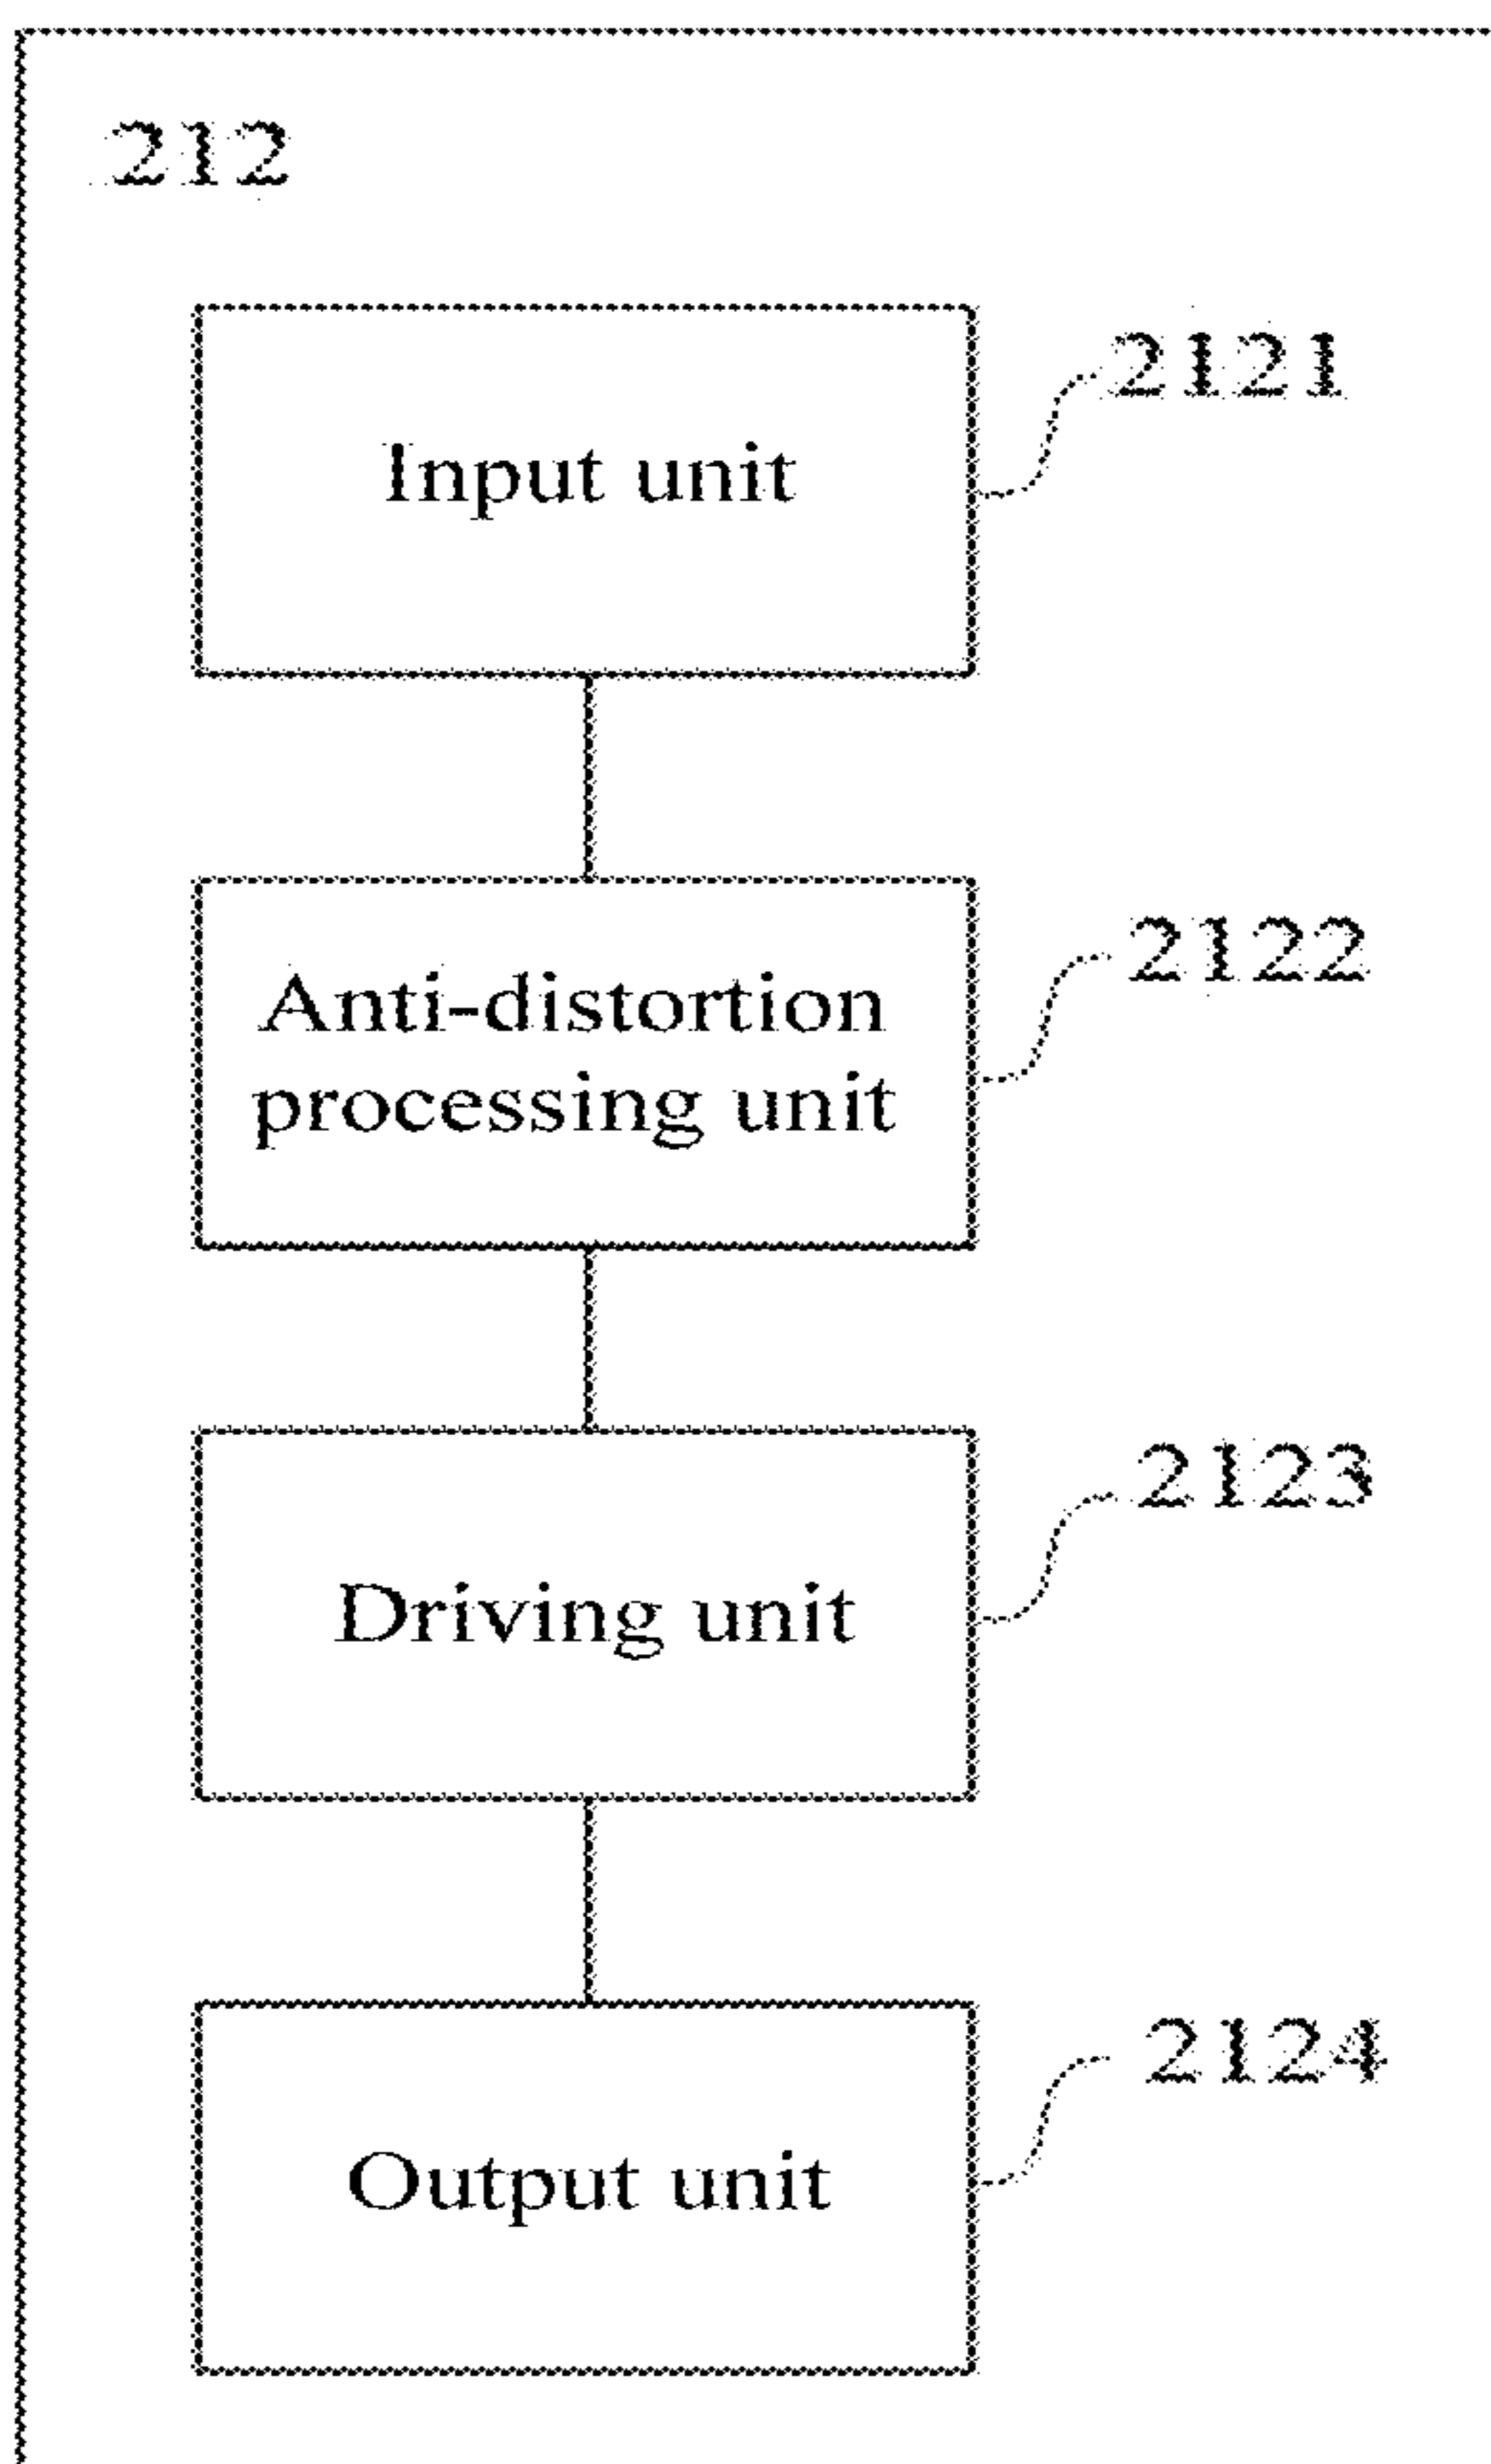 212
Input unit
2121
Anti-distortion
processing unit
2122
Driving unit
2123
Output unit
2124